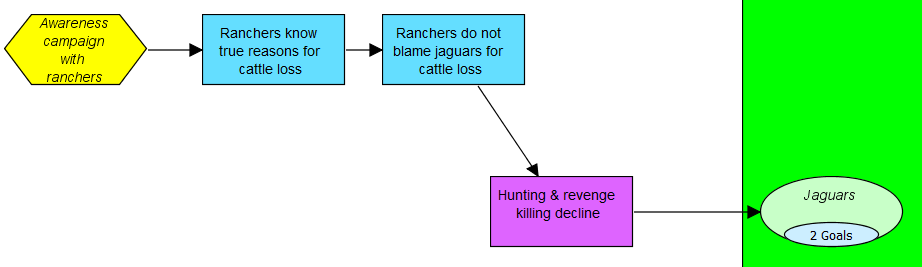 Awareness
campaign
with
ranchers
Ranchers know
true reasons for
cattle loss
Ranchers do not
blame jaguars for
cattle loss
Hunting & revenge
killing decline
Jaguars
2 Goals